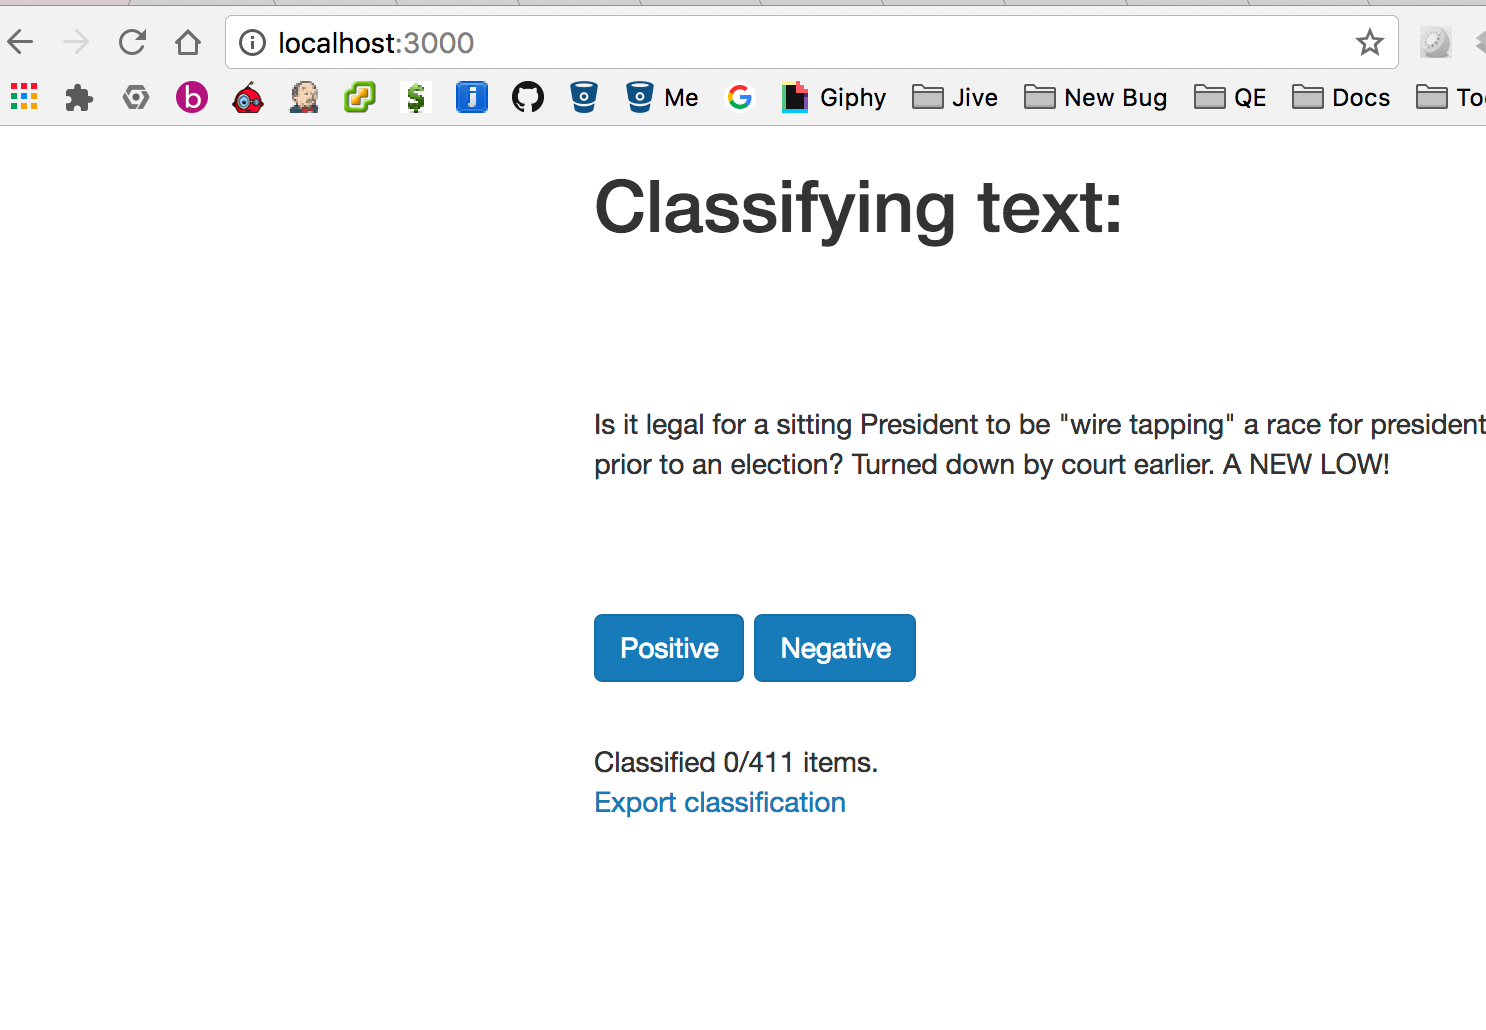 localhost:3000
Me Giphy Jive New Bug QE Docs
Classifying text:
Is it legal for a sitting President to be "wire tapping" a race for president
prior to an election? Turned down by court earlier. A NEW LOW!
Positive Negative
Classified 0/411 items.
Export classification